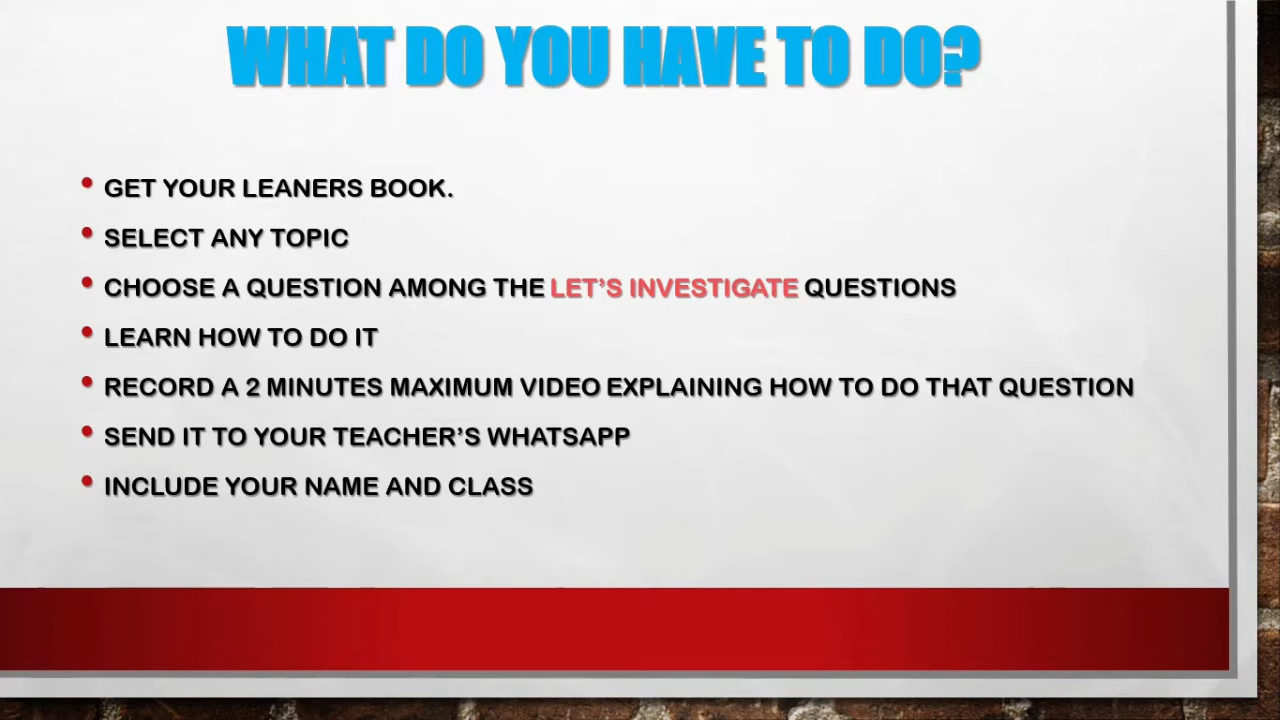 WHAT DO YOU HAVE TO DO?
• GET YOUR LEANERS BOOK.
• SELECT ANY TOPIC
• CHOOSE A QUESTION AMONG THE LET’S INVESTIGATE QUESTIONS
• LEARN HOW TO DO IT
• RECORD A 2 MINUTES MAXIMUM VIDEO EXPLAINING HOW TO DO THAT QUESTION
• SEND IT TO YOUR TEACHER’S WHATSAPP
• INCLUDE YOUR NAME AND CLASS